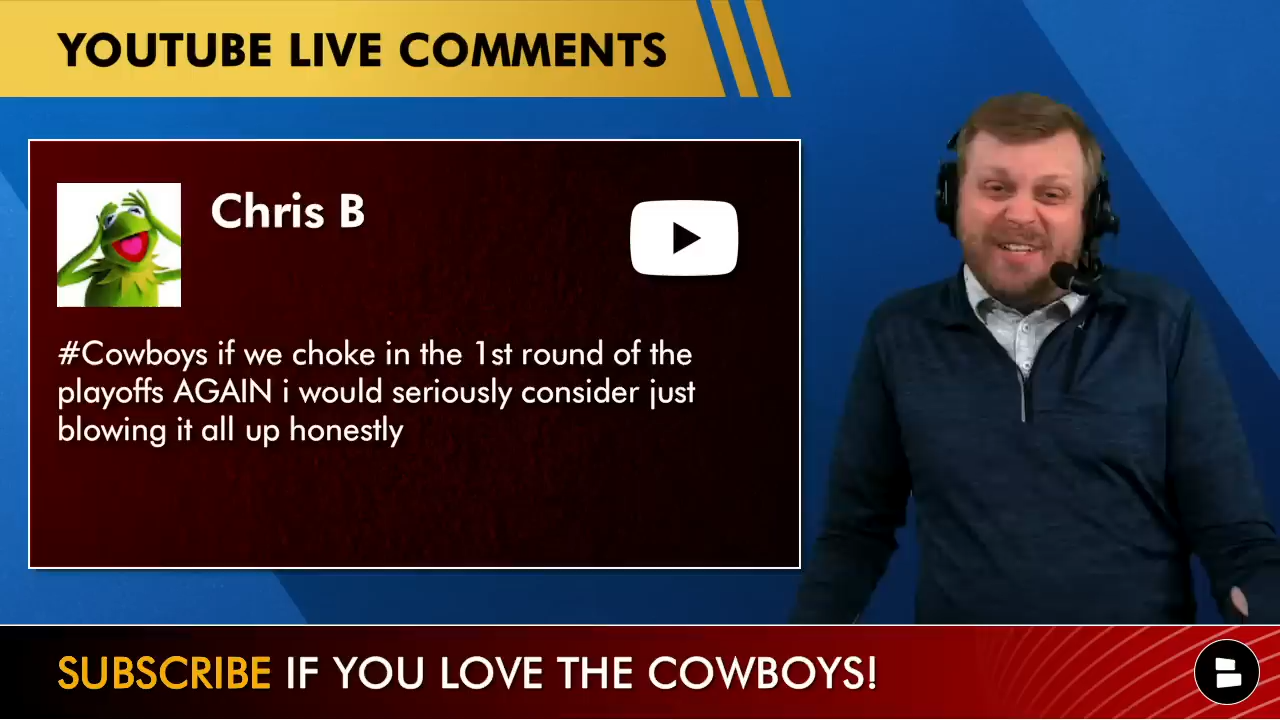 YOUTUBE LIVE COMMENTS
Chris B
#Cowboys if we choke in the 1st round of the
playoffs AGAIN i would seriously consider just
blowing it all up honestly
SUBSCRIBE IF YOU LOVE THE COWBOYS!